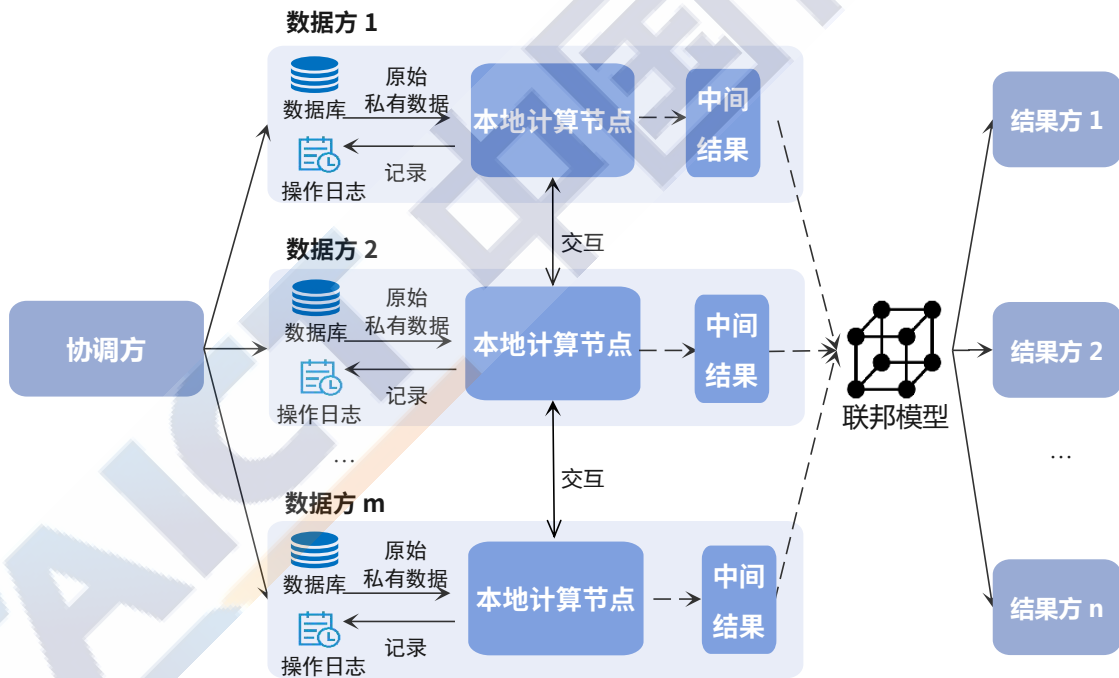 数据方 1
数据库
原始
私有数据
本地计算节点
中间
结果
操作日志
记录
交互
数据方 2
数据库
原始
私有数据
本地计算节点
中间
结果
操作日志
记录
…
交互
数据方 m
数据库
原始
私有数据
本地计算节点
中间
结果
操作日志
记录
协调方
联邦模型
结果方 1
结果方 2
…
结果方 n